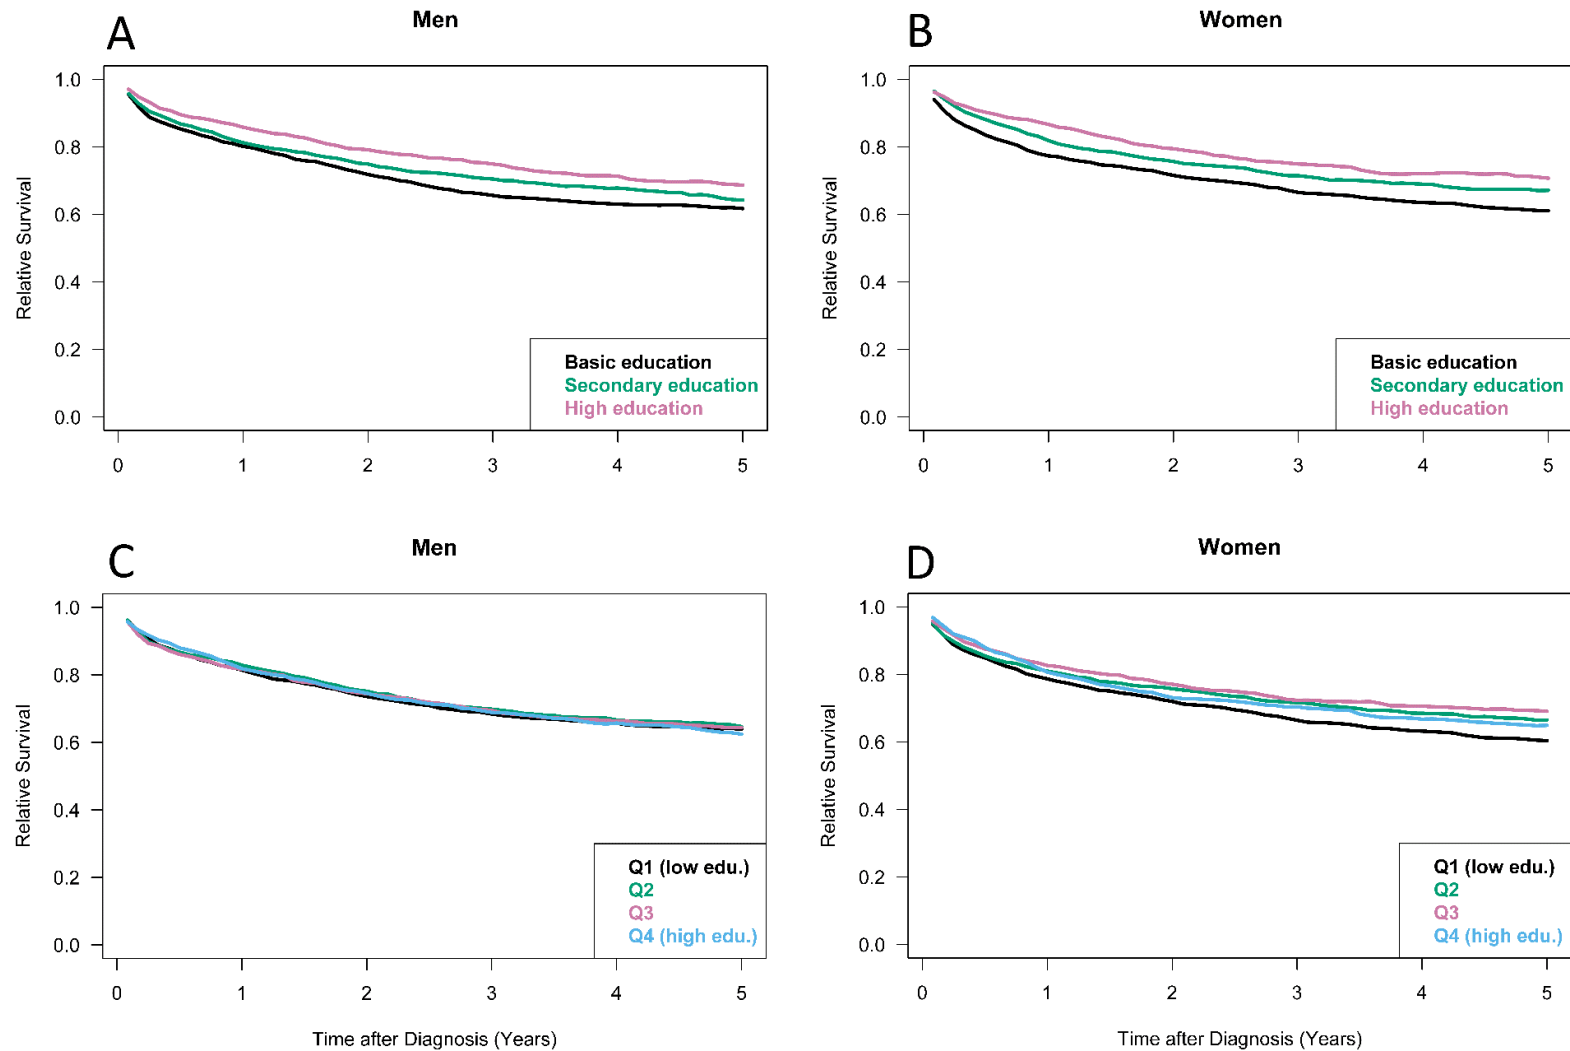 A
Men
1.0
0.8
0.6
0.4
0.2
0.0
Relative Survival
Basic education
Secondary education
High education
0 1 2 3 4 5
B
Women
1.0
0.8
0.6
0.4
0.2
0.0
Relative Survival
Basic education
Secondary education
High education
0 1 2 3 4 5
C
Men
1.0
0.8
0.6
0.4
0.2
0.0
Relative Survival
Q1 (low edu.)
Q2
Q3
Q4 (high edu.)
0 1 2 3 4 5
Time after Diagnosis (Years)
D
Women
1.0
0.8
0.6
0.4
0.2
0.0
Relative Survival
Q1 (low edu.)
Q2
Q3
Q4 (high edu.)
0 1 2 3 4 5
Time after Diagnosis (Years)